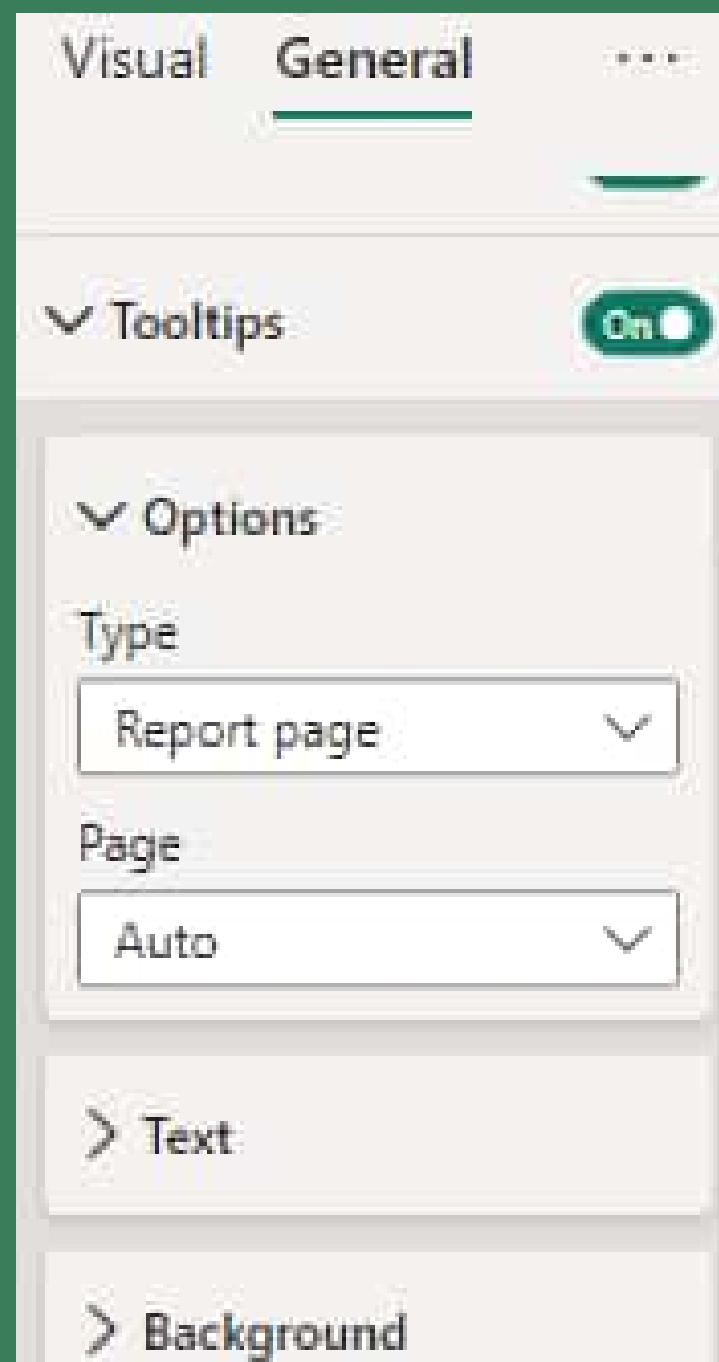 Visual General ...
Tooltips On
Options
Type
Report page
Page
Auto
Text
Background